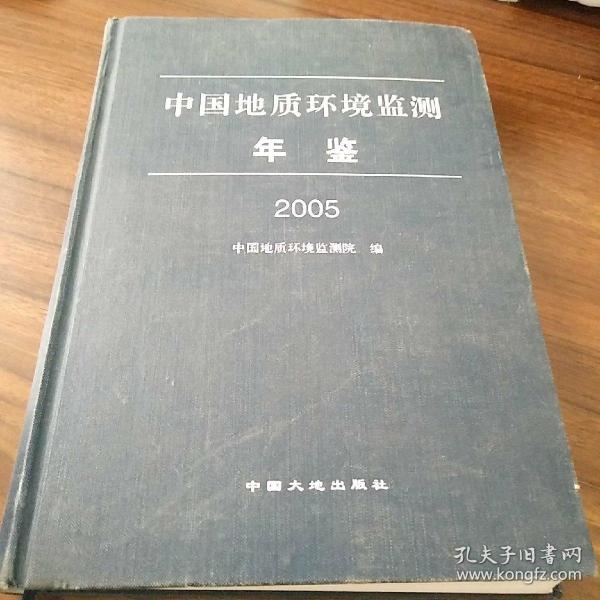 中国地质环境监测
年 鉴
2005
中国地质环境监测院 编
中国大地出版社
孔夫子旧书网
www.kongfz.com